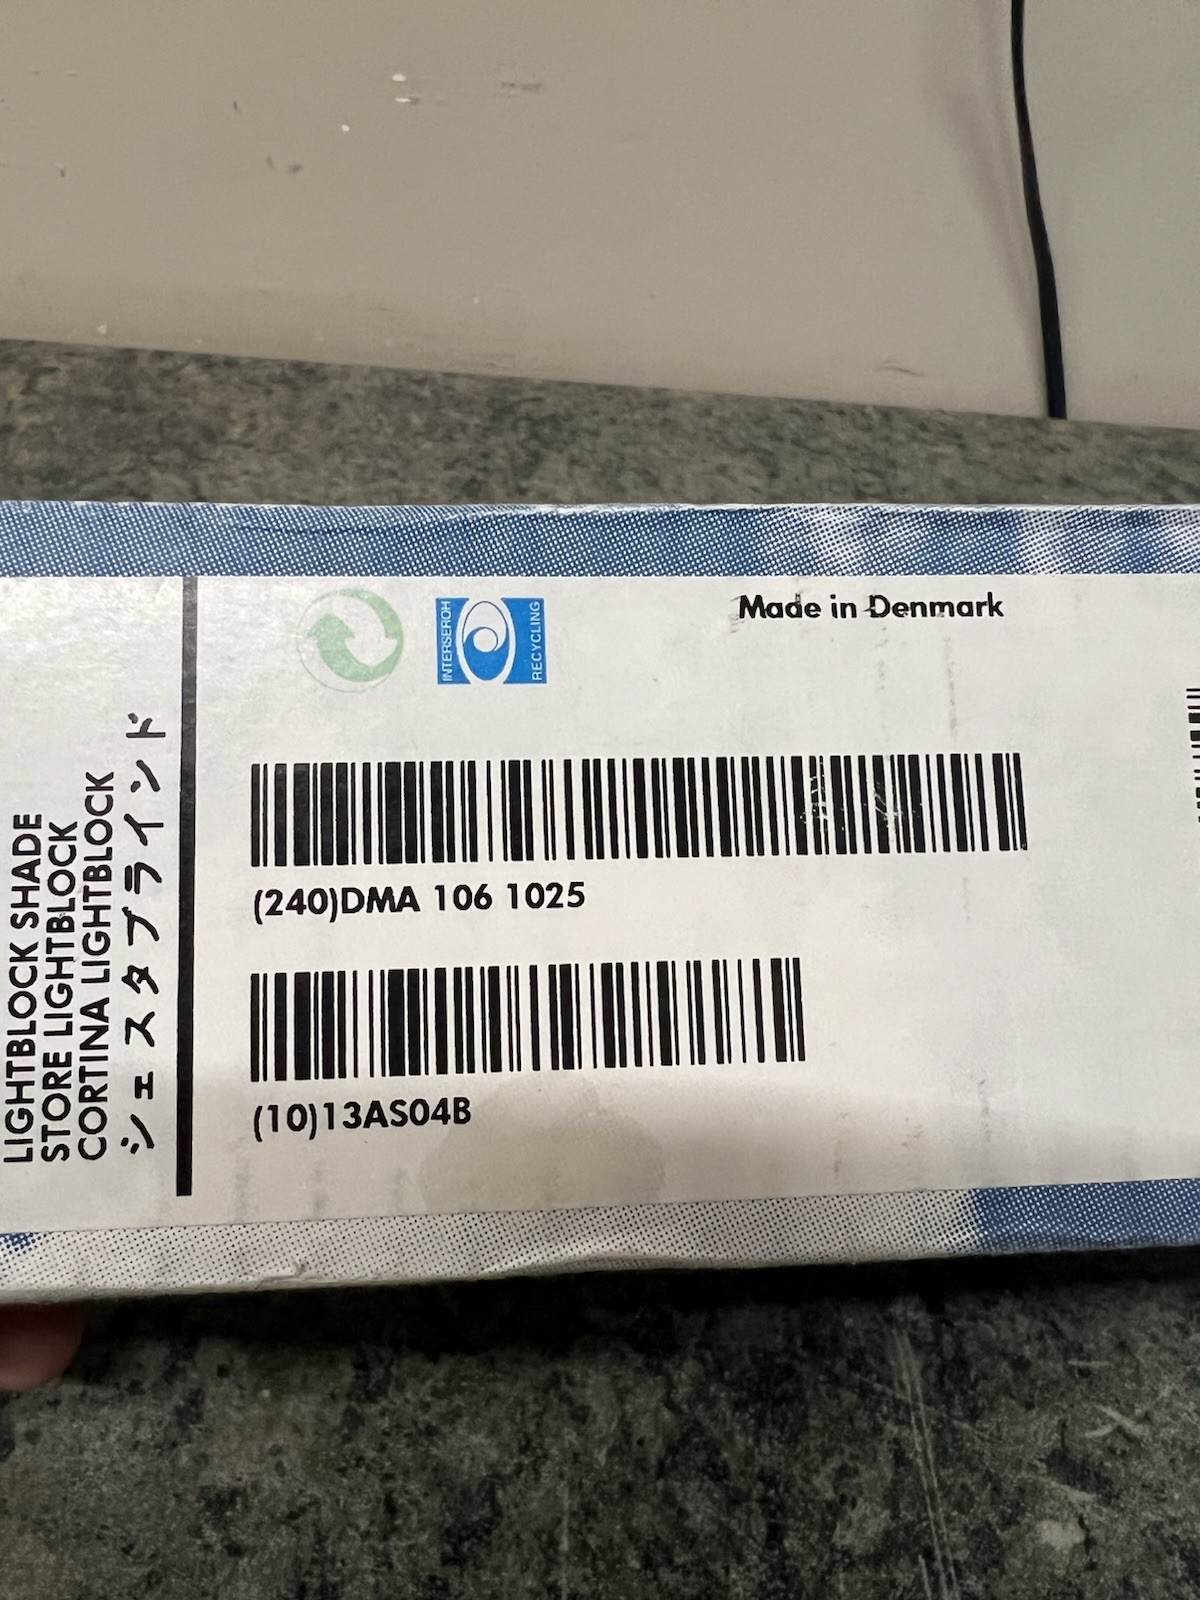 LIGHTBLOCK SHADE
STORE LIGHTBLOCK
CORTINA LIGHTBLOCK
シェスタブラインド
INTERSEROH
RECYCLING
Made in Denmark
(240)DMA 106 1025
(10)13AS04B